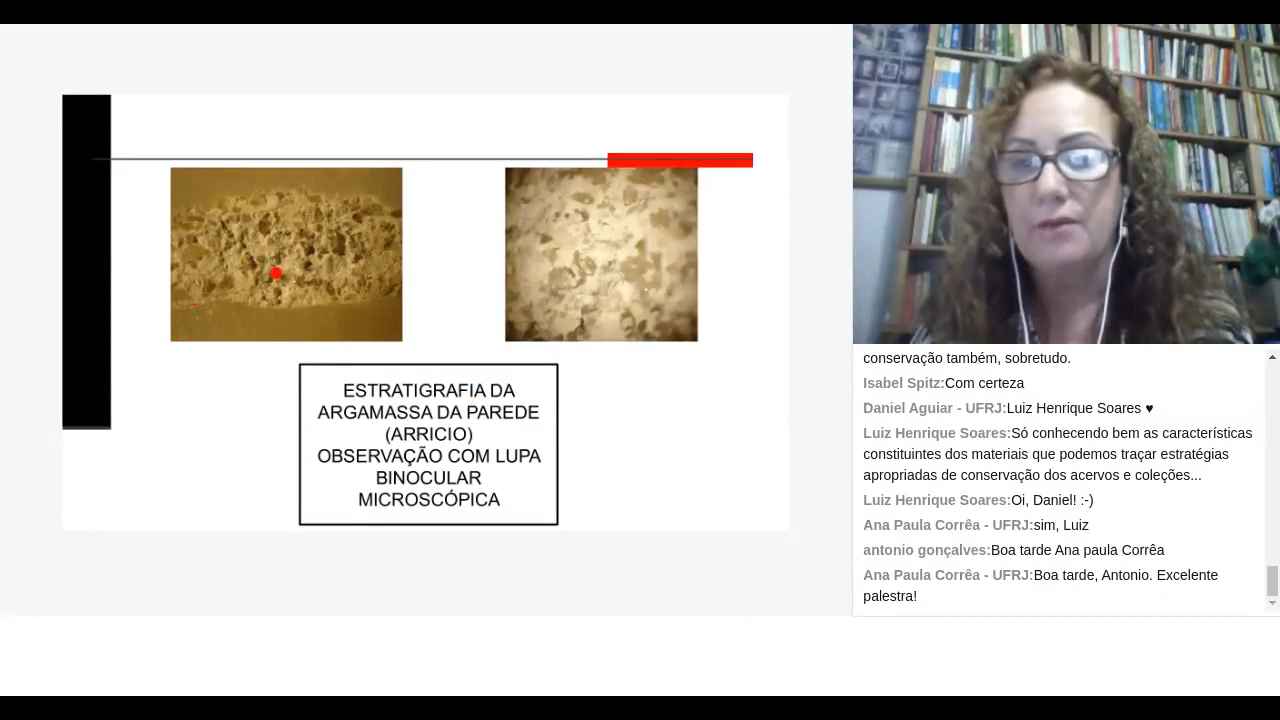 ESTRATIGRAFIA DA
ARGAMASSA DA PAREDE
(ARRICIO)
OBSERVAÇÃO COM LUPA
BINOCULAR
MICROSCÓPICA
conservação também, sobretudo.
Isabel Spitz:Com certeza
Daniel Aguiar - UFRJ:Luiz Henrique Soares ♥
Luiz Henrique Soares:Só conhecendo bem as características
constituintes dos materiais que podemos traçar estratégias
apropriadas de conservação dos acervos e coleções...
Luiz Henrique Soares:Oi, Daniel! :-)
Ana Paula Corrêa - UFRJ:sim, Luiz
antonio gonçalves:Boa tarde Ana paula Corrêa
Ana Paula Corrêa - UFRJ:Boa tarde, Antonio. Excelente
palestra!